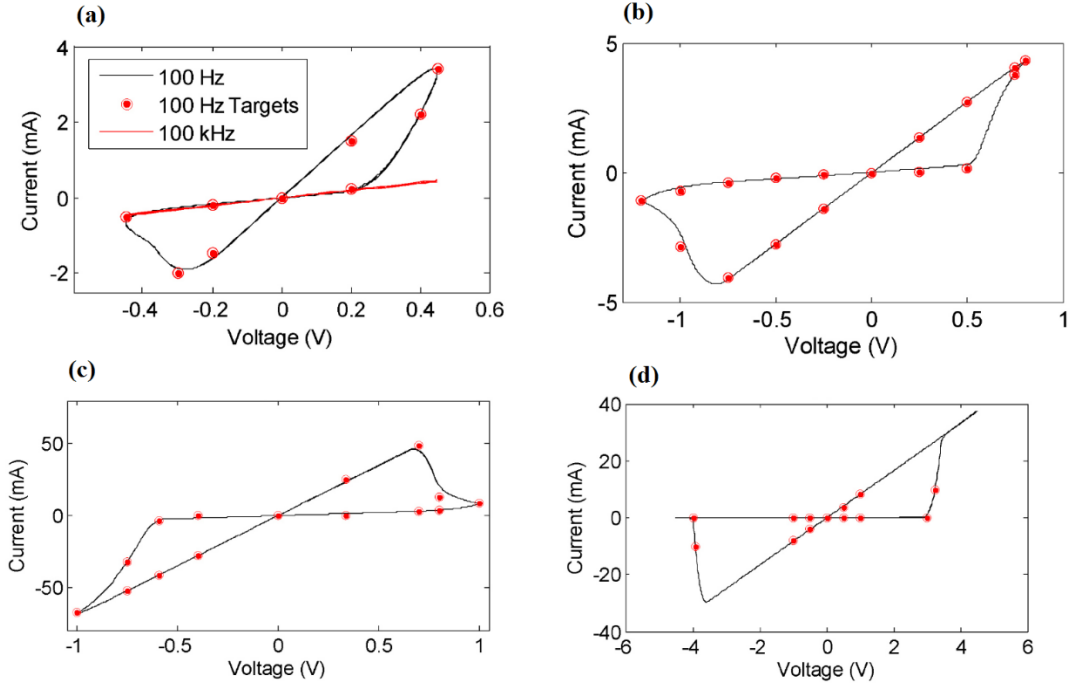 (a)
4
2
0
-2
Current (mA)
100 Hz
100 Hz Targets
100 kHz
-0.4
-0.2
0
0.2
0.4
0.6
Voltage (V)
(b)
5
0
-5
Current (mA)
-1
-0.5
0
0.5
1
Voltage (V)
(c)
50
0
-50
Current (mA)
-1
-0.5
0
0.5
1
Voltage (V)
(d)
40
20
0
-20
-40
Current (mA)
-6
-4
-2
0
2
4
6
Voltage (V)